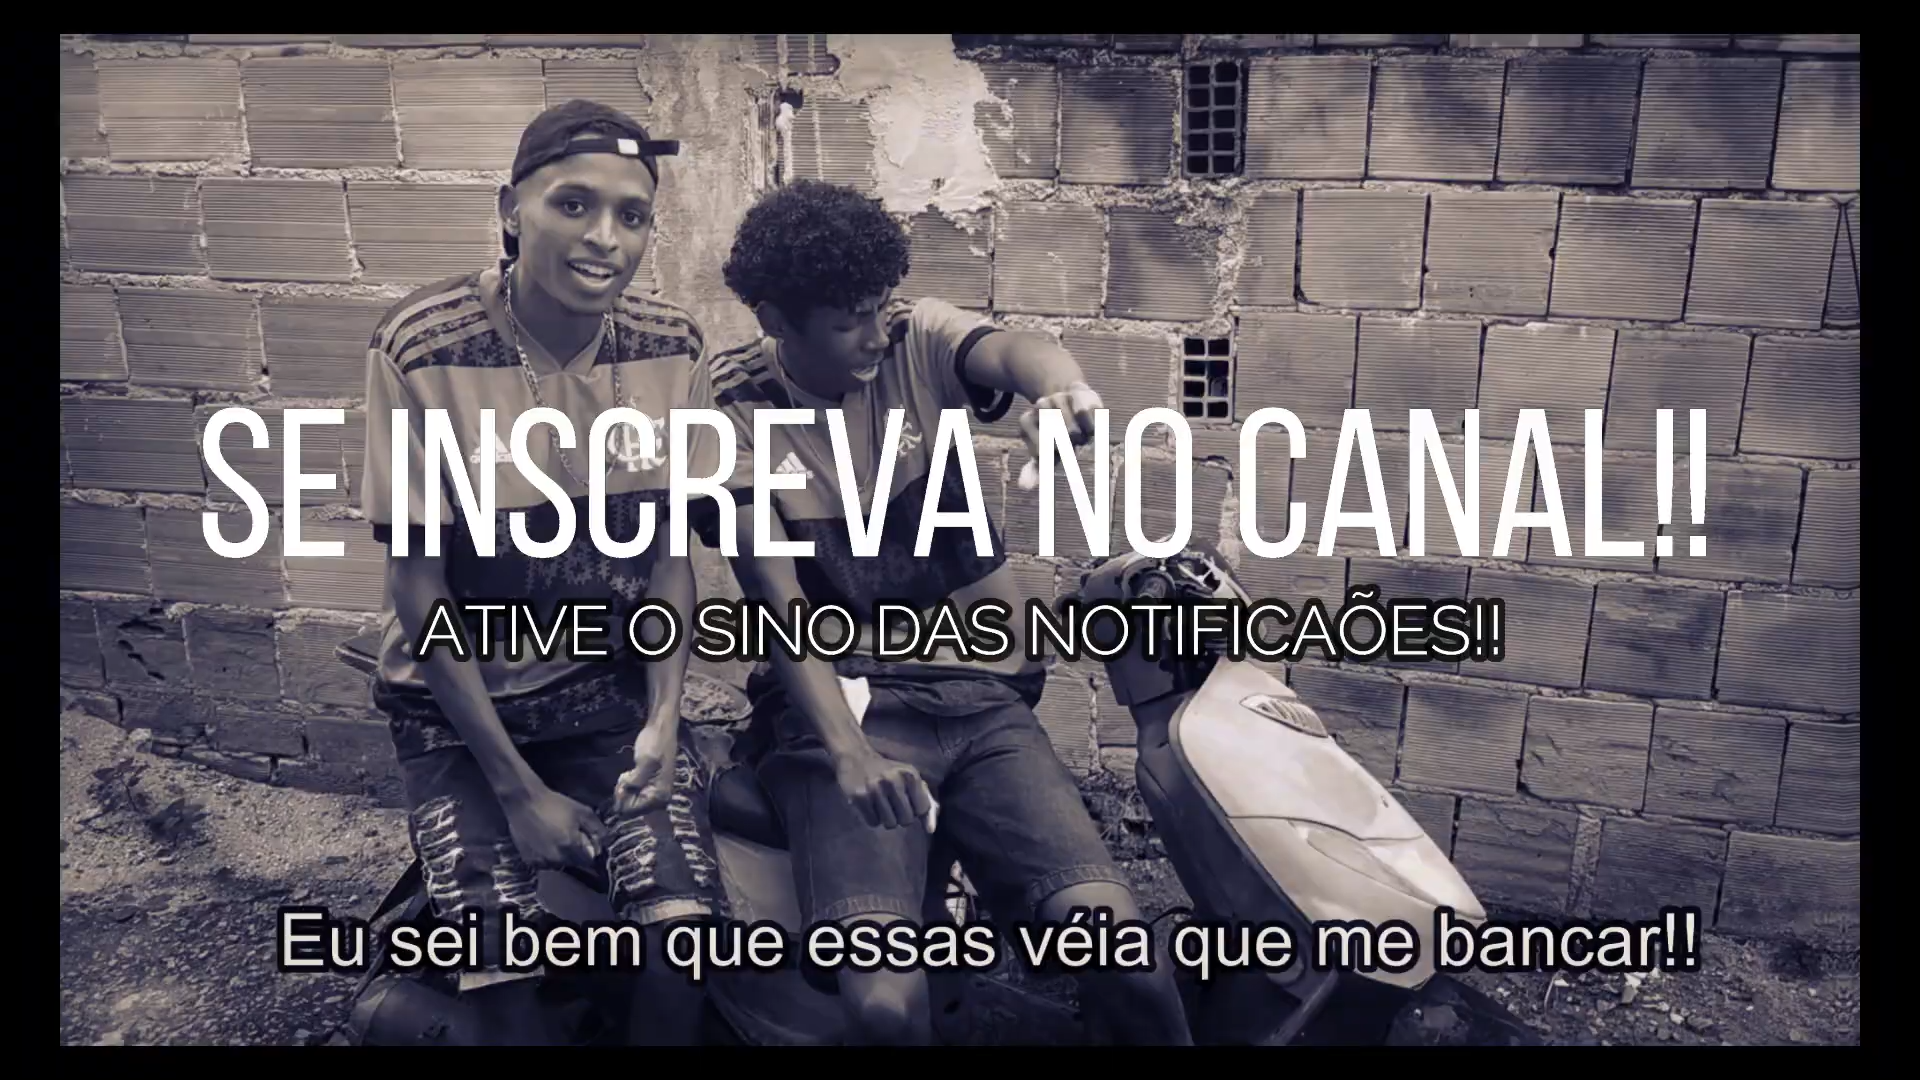 SE INSCREVA NO CANAL!!
ATIVE O SINO DAS NOTIFICAÕES!!
Eu sei bem que essas véia que me bancar!!